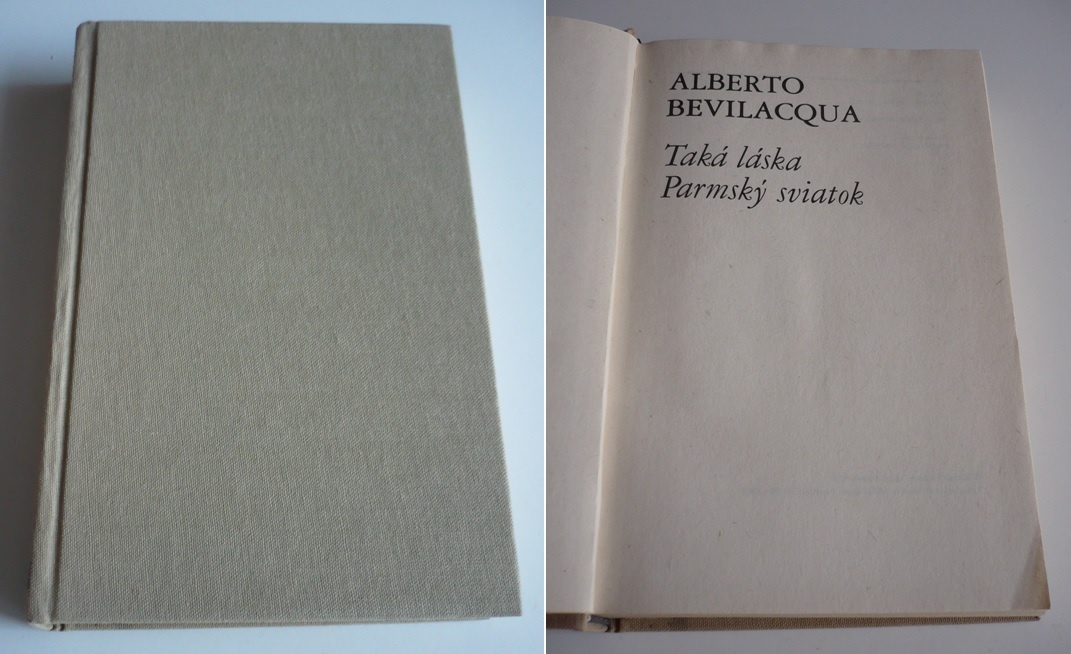 ALBERTO
BEVILACQUA
Taká láska
Parmský sviatok